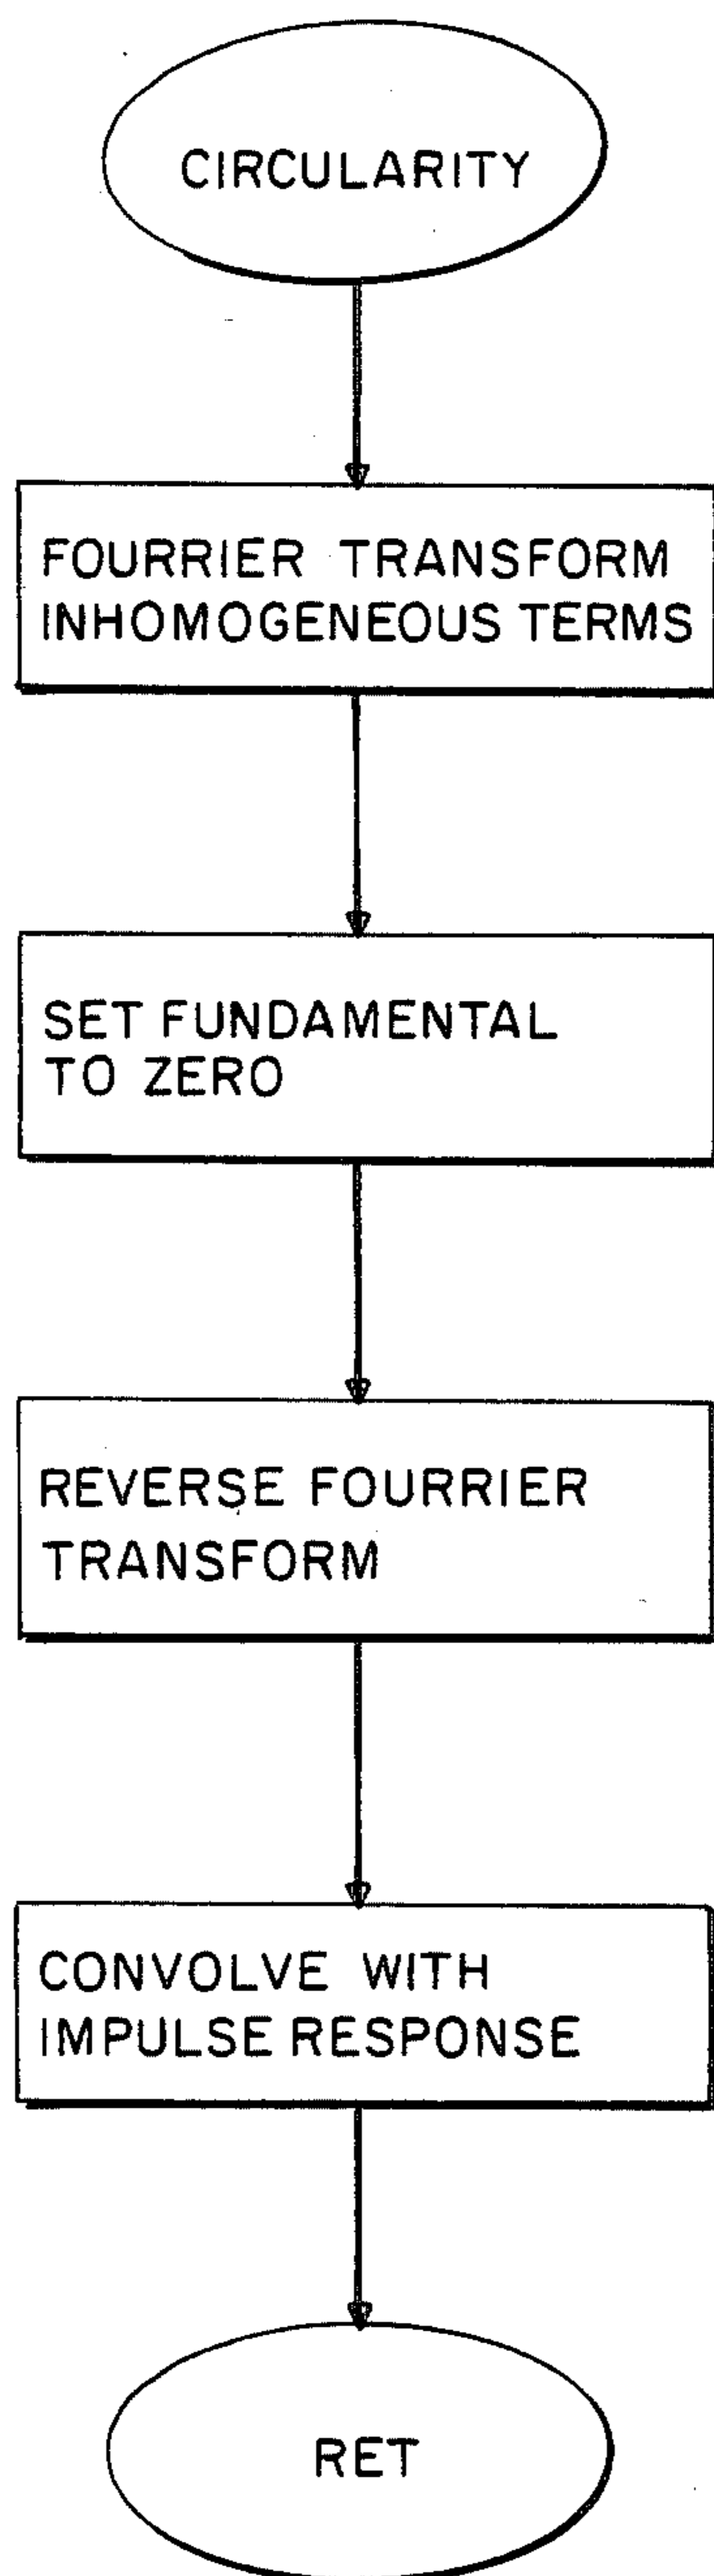 CIRCULARITY
FOURRIER TRANSFORM
INHOMOGENEOUS TERMS
SET FUNDAMENTAL
TO ZERO
REVERSE FOURRIER
TRANSFORM
CONVOLVE WITH
IMPULSE RESPONSE
RET